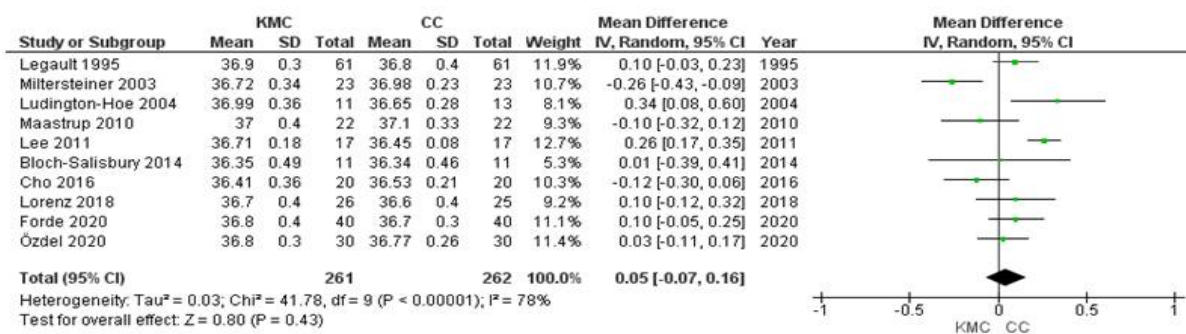 KMC CC Mean Difference Mean Difference
Study or Subgroup Mean SD Total Mean SD Total Weight IV, Random, 95% CI Year IV, Random, 95% CI
Legault 1995 36.9 0.3 61 36.8 0.4 61 11.9% 0.10 [-0.03, 0.23] 1995
Miltersteiner 2003 36.72 0.34 23 36.98 0.23 23 10.7% -0.26 [-0.43, -0.09] 2003
Ludington-Hoe 2004 36.99 0.36 11 36.65 0.28 13 8.1% 0.34 [0.08, 0.60] 2004
Maastrup 2010 37 0.4 22 37.1 0.33 22 9.3% -0.10 [-0.32, 0.12] 2010
Lee 2011 36.71 0.18 17 36.45 0.08 17 12.7% 0.26 [0.17, 0.35] 2011
Bloch-Salisbury 2014 36.35 0.49 11 36.34 0.46 11 5.3% 0.01 [-0.39, 0.41] 2014
Cho 2016 36.41 0.36 20 36.53 0.21 20 10.3% -0.12 [-0.30, 0.06] 2016
Lorenz 2018 36.7 0.4 26 36.6 0.4 25 9.2% 0.10 [-0.12, 0.32] 2018
Forde 2020 36.8 0.4 40 36.7 0.3 40 11.1% 0.10 [-0.05, 0.25] 2020
Özdel 2020 36.8 0.3 30 36.77 0.26 30 11.4% 0.03 [-0.11, 0.17] 2020
Total (95% CI) 261 262 100.0% 0.05 [-0.07, 0.16]
Heterogeneity: Tau² = 0.03; Chi² = 41.78, df = 9 (P < 0.00001); I² = 78%
Test for overall effect: Z = 0.80 (P = 0.43)
-1 -0.5 0 0.5 1
KMC CC